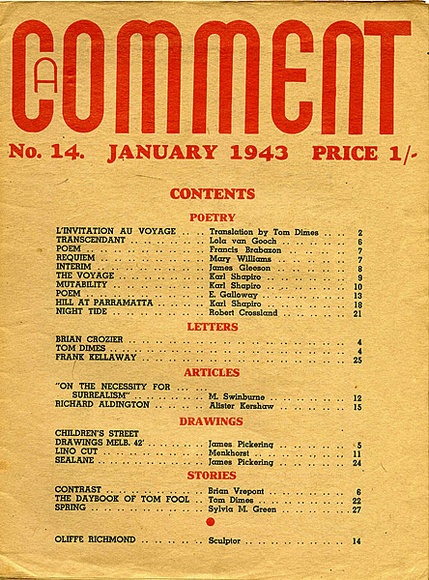 A COMMENT
No. 14. JANUARY 1943 PRICE 1/-
CONTENTS
POETRY
L'INVITATION AU VOYAGE . . . Translation by Tom Dimes . . . 2
TRANSCENDANT . . . Lola van Gooch . . . 6
POEM . . . Francis Brabazon . . . 7
REQUIEM . . . Mary Williams . . . 7
INTERIM . . . James Gleeson . . . 8
THE VOYAGE . . . Karl Shapiro . . . 9
MUTABILITY . . . Karl Shapiro . . . 10
POEM . . . E. Galloway . . . 13
HILL AT PARRAMATTA . . . Karl Shapiro . . . 18
NIGHT TIDE . . . Robert Crossland . . . 21
LETTERS
BRIAN CROZIER . . . 4
TOM DIMES . . . 4
FRANK KELLAWAY . . . 25
ARTICLES
"ON THE NECESSITY FOR . . .
SURREALISM" . . . M. Swinburne . . . 12
RICHARD ALDINGTON . . . Alister Kershaw . . . 15
DRAWINGS
CHILDREN'S STREET
DRAWINGS MELB. 42' . . . James Pickering . . . 5
LINO CUT . . . Menkhorst . . . 11
SEALANE . . . James Pickering . . . 24
STORIES
CONTRAST . . . Brian Vrepont . . . 6
THE DAYBOOK OF TOM FOOL . . . Tom Dimes . . . 22
SPRING . . . Sylvia M. Green . . . 27
OLIFFE RICHMOND . . . Sculptor . . . 14